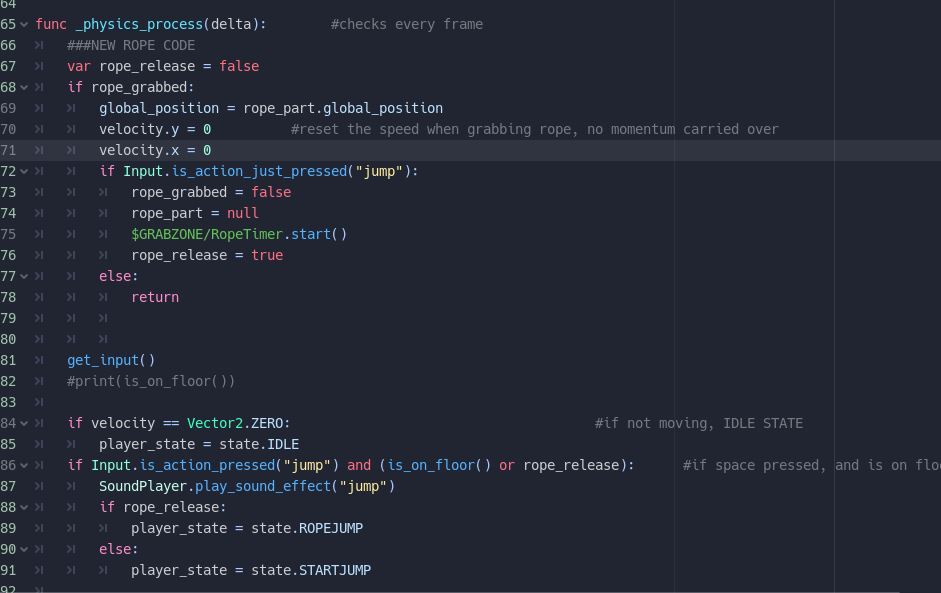 64
65 func _physics_process(delta): #checks every frame
66 ###NEW ROPE CODE
67 var rope_release = false
68 if rope_grabbed:
69 global_position = rope_part.global_position
70 velocity.y = 0 #reset the speed when grabbing rope, no momentum carried over
71 velocity.x = 0
72 if Input.is_action_just_pressed("jump"):
73 rope_grabbed = false
74 rope_part = null
75 $GRABZONE/RopeTimer.start()
76 rope_release = true
77 else:
78 return
79
80
81 get_input()
82 #print(is_on_floor())
83
84 if velocity == Vector2.ZERO: #if not moving, IDLE STATE
85 player_state = state.IDLE
86 if Input.is_action_pressed("jump") and (is_on_floor() or rope_release): #if space pressed, and is on floo
87 SoundPlayer.play_sound_effect("jump")
88 if rope_release:
89 player_state = state.ROPEJUMP
90 else:
91 player_state = state.STARTJUMP
92